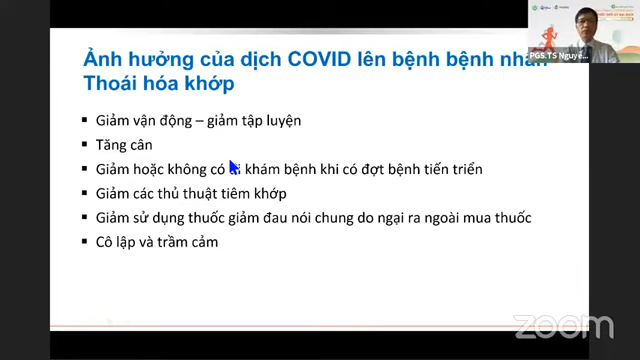 Ảnh hưởng của dịch COVID lên bệnh bệnh nhân
Thoái hóa khớp
Giảm vận động – giảm tập luyện
Tăng cân
Giảm hoặc không có đi khám bệnh khi có đợt bệnh tiến triển
Giảm các thủ thuật tiêm khớp
Giảm sử dụng thuốc giảm đau nói chung do ngại ra ngoài mua thuốc
Cô lập và trầm cảm
PGS.TS Nguyễ...
zoom